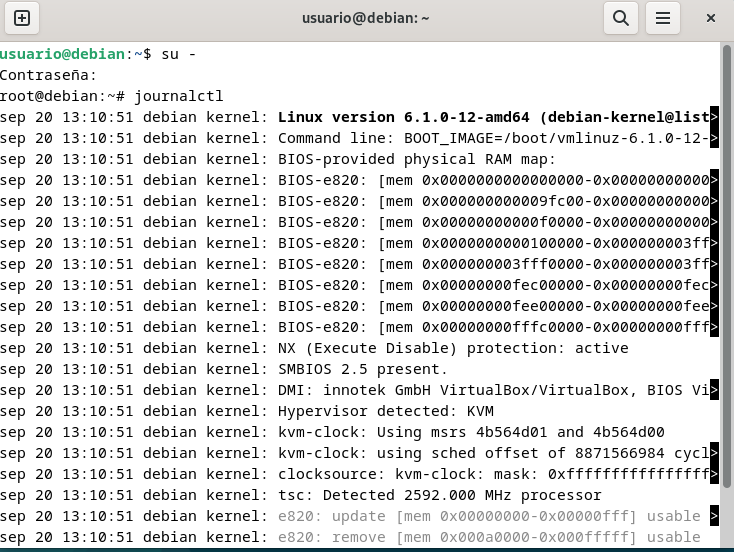 usuario@debian: ~
usuario@debian:~$ su -
Contraseña:
root@debian:~# journalctl
sep 20 13:10:51 debian kernel: Linux version 6.1.0-12-amd64 (debian-kernel@list>
sep 20 13:10:51 debian kernel: Command line: BOOT_IMAGE=/boot/vmlinuz-6.1.0-12->
sep 20 13:10:51 debian kernel: BIOS-provided physical RAM map:
sep 20 13:10:51 debian kernel: BIOS-e820: [mem 0x0000000000000000-0x00000000000>
sep 20 13:10:51 debian kernel: BIOS-e820: [mem 0x000000000009fc00-0x00000000000>
sep 20 13:10:51 debian kernel: BIOS-e820: [mem 0x00000000000f0000-0x00000000000>
sep 20 13:10:51 debian kernel: BIOS-e820: [mem 0x0000000000100000-0x000000003ff>
sep 20 13:10:51 debian kernel: BIOS-e820: [mem 0x000000003fff0000-0x000000003ff>
sep 20 13:10:51 debian kernel: BIOS-e820: [mem 0x00000000fec00000-0x00000000fec>
sep 20 13:10:51 debian kernel: BIOS-e820: [mem 0x00000000fee00000-0x00000000fee>
sep 20 13:10:51 debian kernel: BIOS-e820: [mem 0x00000000fffc0000-0x00000000fff>
sep 20 13:10:51 debian kernel: NX (Execute Disable) protection: active
sep 20 13:10:51 debian kernel: SMBIOS 2.5 present.
sep 20 13:10:51 debian kernel: DMI: innotek GmbH VirtualBox/VirtualBox, BIOS Vi>
sep 20 13:10:51 debian kernel: Hypervisor detected: KVM
sep 20 13:10:51 debian kernel: kvm-clock: Using msrs 4b564d01 and 4b564d00
sep 20 13:10:51 debian kernel: kvm-clock: using sched offset of 8871566984 cycl>
sep 20 13:10:51 debian kernel: clocksource: kvm-clock: mask: 0xffffffffffffffff>
sep 20 13:10:51 debian kernel: tsc: Detected 2592.000 MHz processor
sep 20 13:10:51 debian kernel: e820: update [mem 0x00000000-0x00000fff] usable >
sep 20 13:10:51 debian kernel: e820: remove [mem 0x000a0000-0x000fffff] usable